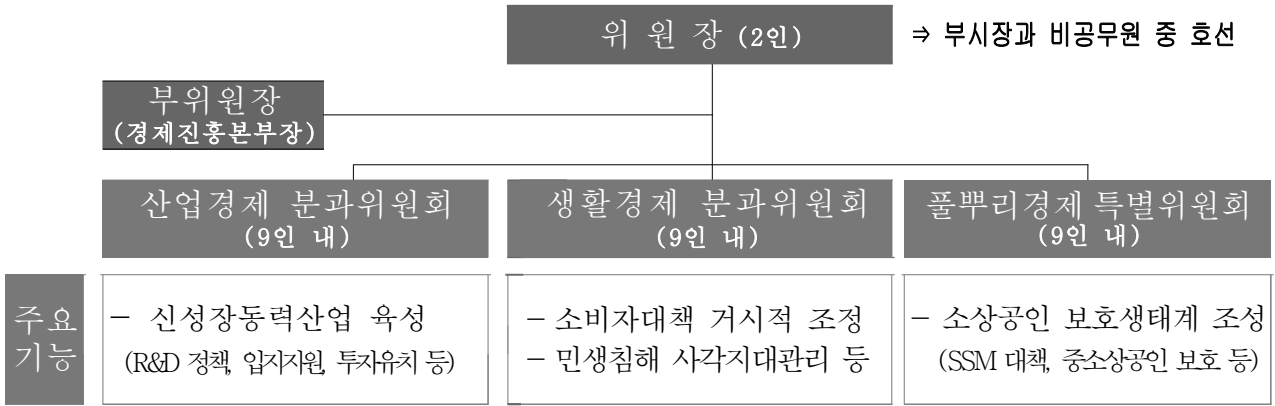 위 원 장 (2인) ⇒ 부시장과 비공무원 중 호선
부위원장
(경제진흥본부장)
산업경제 분과위원회
(9인 내)
생활경제 분과위원회
(9인 내)
풀뿌리경제 특별위원회
(9인 내)
주요
기능
- 신성장동력산업 육성
(R&D 정책, 입지지원, 투자유치 등)
- 소비자대책 거시적 조정
- 민생침해 사각지대관리 등
- 소상공인 보호생태계 조성
(SSM 대책, 중소상공인 보호 등)